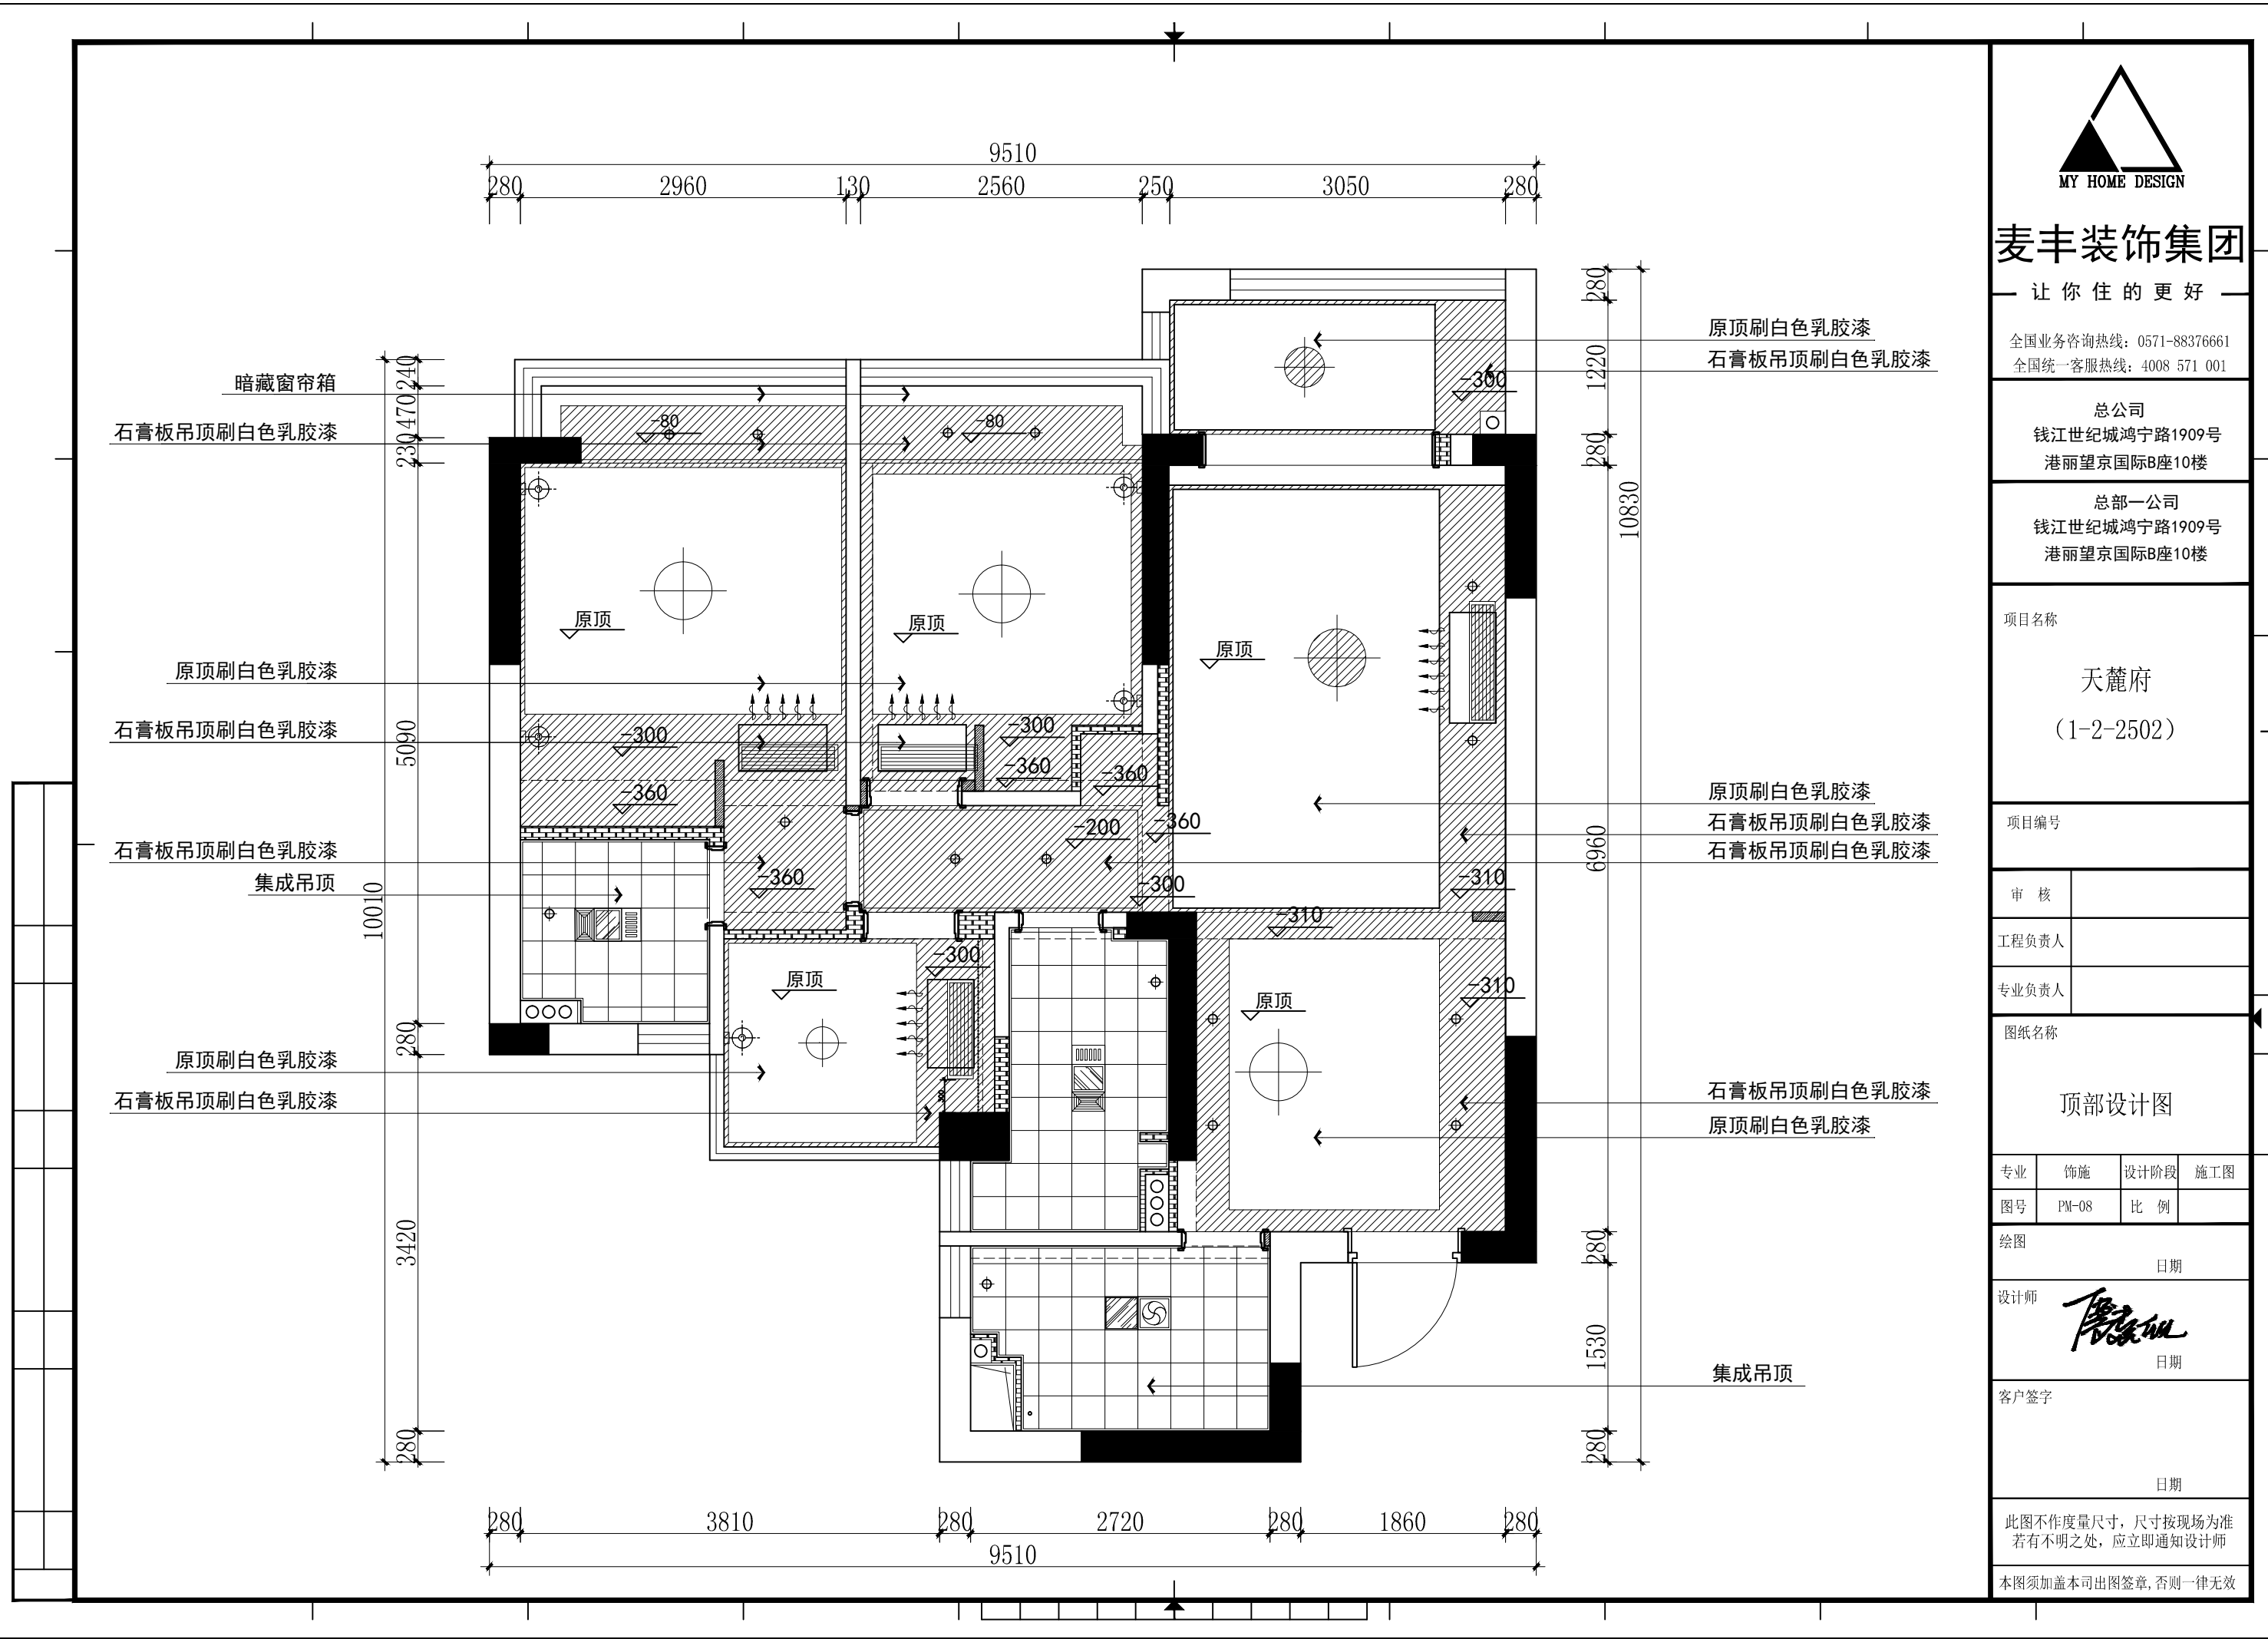 9510
280 2960 130 2560 250 3050 280
MY HOME DESIGN
麦丰装饰集团
让你住的更好
全国业务咨询热线：0571-88376661
全国统一客服热线：4008 571 001
总公司
钱江世纪城鸿宁路1909号
港丽望京国际B座10楼
总部一公司
钱江世纪城鸿宁路1909号
港丽望京国际B座10楼
项目名称
天麓府
（1-2-2502）
项目编号
审 核
工程负责人
专业负责人
图纸名称
顶部设计图
专业 饰施 设计阶段 施工图
图号 PM-08 比 例
绘图
日期
设计师
日期
客户签字
日期
此图不作度量尺寸，尺寸按现场为准
若有不明之处，应立即通知设计师
本图须加盖本司出图签章,否则一律无效
暗藏窗帘箱
石膏板吊顶刷白色乳胶漆
原顶刷白色乳胶漆
石膏板吊顶刷白色乳胶漆
石膏板吊顶刷白色乳胶漆
集成吊顶
原顶刷白色乳胶漆
石膏板吊顶刷白色乳胶漆
240
470
230
5090
280
3420
280
10010
-80
-80
原顶
原顶
原顶
-300
-300
-300
-360
-360
-360
-360
-200
-360
-300
-310
-310
-310
原顶
-300
原顶
300
原顶刷白色乳胶漆
石膏板吊顶刷白色乳胶漆
原顶刷白色乳胶漆
石膏板吊顶刷白色乳胶漆
石膏板吊顶刷白色乳胶漆
石膏板吊顶刷白色乳胶漆
原顶刷白色乳胶漆
集成吊顶
280
1220
280
6960
280
1530
280
10830
280 3810 280 2720 280 1860 280
9510